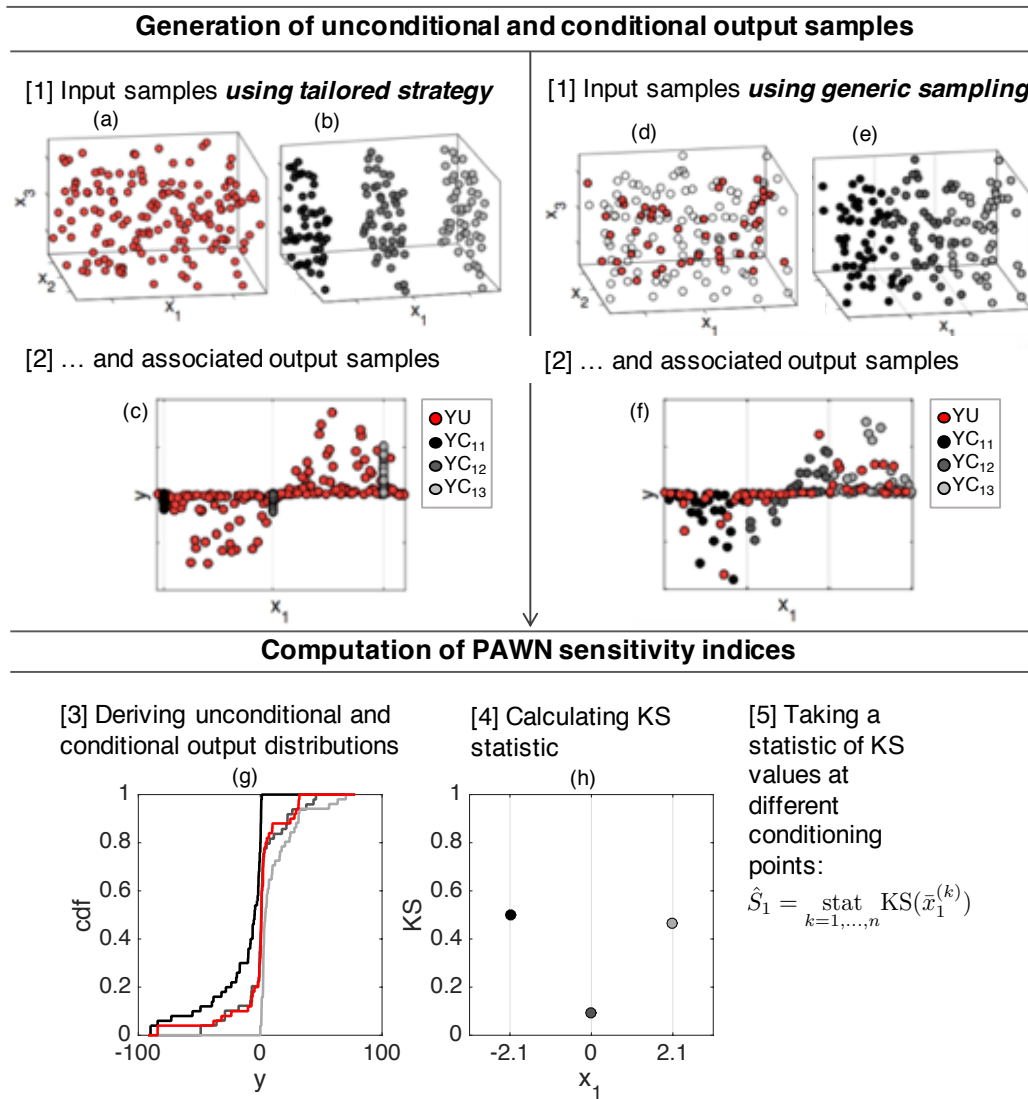 Generation of unconditional and conditional output samples
[1] Input samples using tailored strategy
(a)
(b)
x3
x2
x1
x1
[2] … and associated output samples
(c)
y
x1
YU
YC11
YC12
YC13
[1] Input samples using generic sampling
(d)
(e)
x3
x2
x1
x1
[2] … and associated output samples
(f)
y
x1
YU
YC11
YC12
YC13
Computation of PAWN sensitivity indices
[3] Deriving unconditional and
conditional output distributions
(g)
1
0.8
0.6
0.4
0.2
0
cdf
-100
0
100
y
[4] Calculating KS
statistic
(h)
1
0.8
0.6
0.4
0.2
0
KS
-2.1
0
2.1
x1
[5] Taking a
statistic of KS
values at
different
conditioning
points:
Ŝ1 = stat k=1,...,n KS(x̄1^(k))